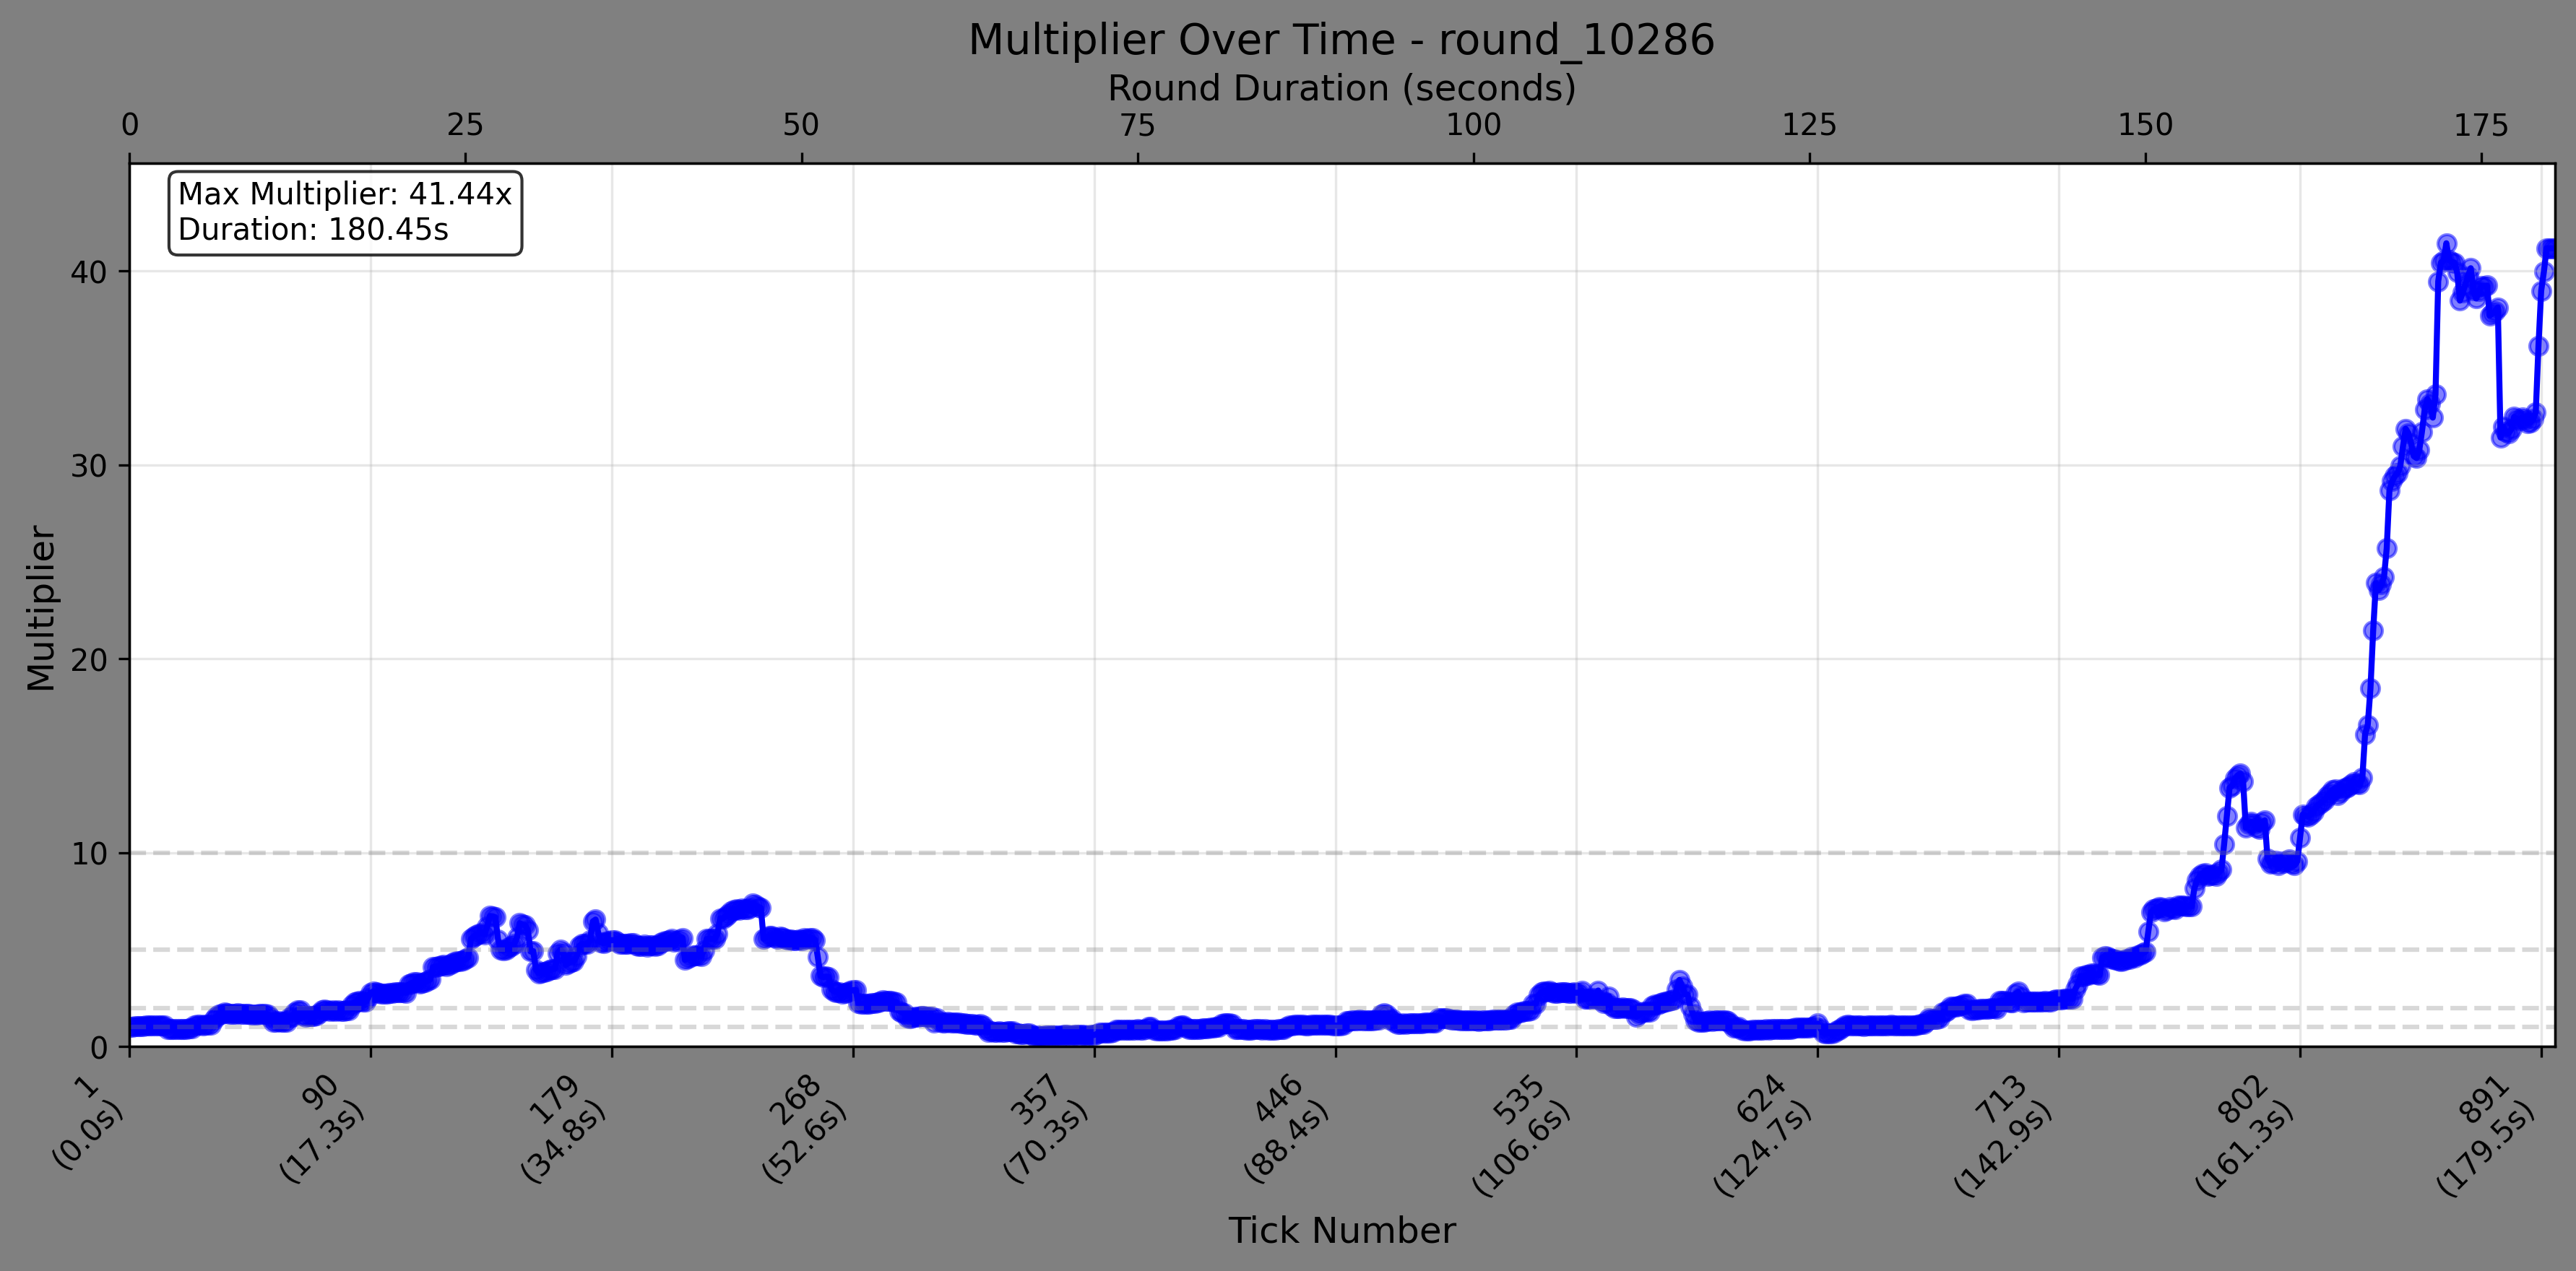 Multiplier Over Time - round_10286
Round Duration (seconds)
0 25 50 75 100 125 150 175
Max Multiplier: 41.44x
Duration: 180.45s
Multiplier
40
30
20
10
0
1
(0.0s)
90
(17.3s)
179
(34.8s)
268
(52.6s)
357
(70.3s)
446
(88.4s)
535
(106.6s)
624
(124.7s)
713
(142.9s)
802
(161.3s)
891
(179.5s)
Tick Number